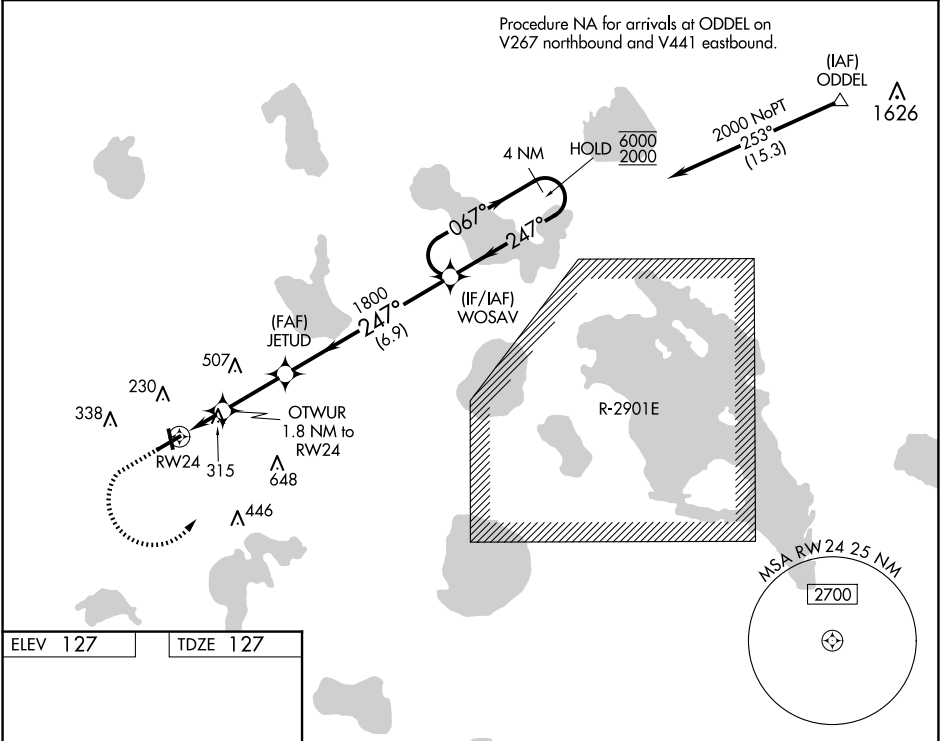 Procedure NA for arrivals at ODDEL on
V267 northbound and V441 eastbound.
(IAF)
ODDEL
1626
2000 NoPT
253°
(15.3)
4 NM
HOLD
6000
2000
067°
247°
(IF/IAF)
WOSAV
1800
247°
(6.9)
(FAF)
JETUD
507
230
338
OTWUR
1.8 NM to
RW24
RW24
315
648
446
R-2901E
MSA RW24 25 NM
2700
ELEV 127
TDZE 127